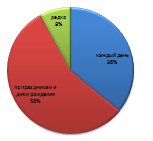 редко
8%
каждый день
36%
по праздникам и
дням рождения
56%